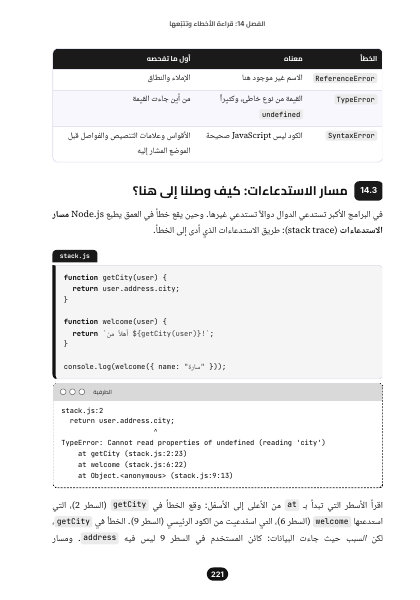 الفصل 14: قراءة الأخطاء وتتبّعها
الخطأ معناه أول ما تفحصه
ReferenceError الاسم غير موجود هنا الإملاء والنطاق
TypeError القيمة من نوع خاطئ، وكثيرًا من أين جاءت القيمة
undefined
SyntaxError الكود ليس JavaScript صحيحة الأقواس وعلامات التنصيص والفواصل قبل
الموضع المشار إليه
14.3 مسار الاستدعاءات: كيف وصلنا إلى هنا؟
في البرامج الأكبر تستدعي الدوال دوالاً تستدعي غيرها. وحين يقع خطأ في العمق يطبع Node.js مسار
الاستدعاءات (stack trace): طريق الاستدعاءات الذي أدى إلى الخطأ.
stack.js
function getCity(user) {
return user.address.city;
}
function welcome(user) {
return `أهلًا من ${getCity(user)}!`;
}
console.log(welcome({ name: "سارة" }));
الطرفية
stack.js:2
return user.address.city;
^
TypeError: Cannot read properties of undefined (reading 'city')
at getCity (stack.js:2:23)
at welcome (stack.js:6:22)
at Object.<anonymous> (stack.js:9:13)
اقرأ الأسطر التي تبدأ بـ at من الأعلى إلى الأسفل: وقع الخطأ في getCity (السطر 2)، التي
استدعتها welcome (السطر 6)، التي استُدعيت من الكود الرئيسي (السطر 9). الخطأ في getCity،
لكن السبب حيث جاءت البيانات: كائن المستخدم في السطر 9 ليس فيه address. ومسار
221